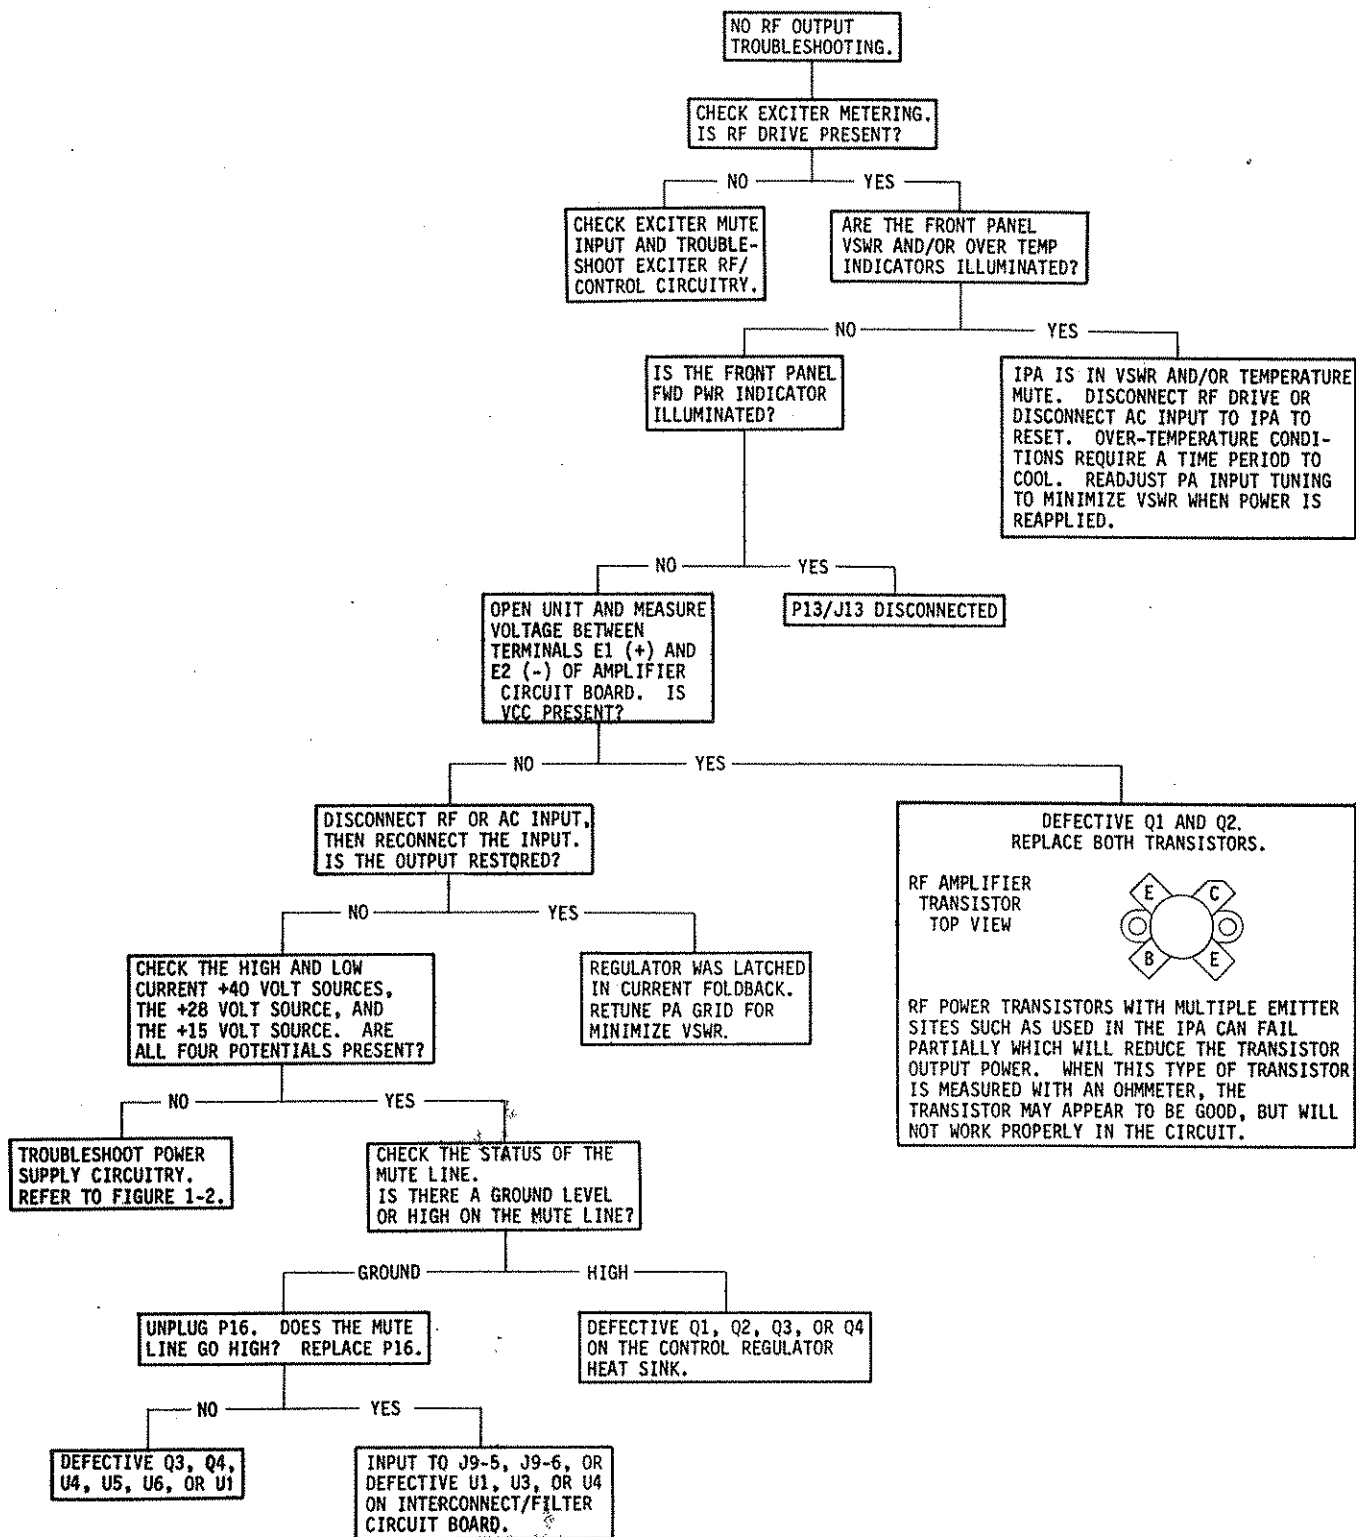 NO RF OUTPUT
TROUBLESHOOTING.
CHECK EXCITER METERING.
IS RF DRIVE PRESENT?
NO
YES
CHECK EXCITER MUTE
INPUT AND TROUBLE-
SHOOT EXCITER RF/
CONTROL CIRCUITRY.
ARE THE FRONT PANEL
VSWR AND/OR OVER TEMP
INDICATORS ILLUMINATED?
NO
YES
IS THE FRONT PANEL
FWD PWR INDICATOR
ILLUMINATED?
IPA IS IN VSWR AND/OR TEMPERATURE
MUTE. DISCONNECT RF DRIVE OR
DISCONNECT AC INPUT TO IPA TO
RESET. OVER-TEMPERATURE CONDI-
TIONS REQUIRE A TIME PERIOD TO
COOL. READJUST PA INPUT TUNING
TO MINIMIZE VSWR WHEN POWER IS
REAPPLIED.
NO
YES
OPEN UNIT AND MEASURE
VOLTAGE BETWEEN
TERMINALS E1 (+) AND
E2 (-) OF AMPLIFIER
CIRCUIT BOARD. IS
VCC PRESENT?
P13/J13 DISCONNECTED
NO
YES
DISCONNECT RF OR AC INPUT,
THEN RECONNECT THE INPUT.
IS THE OUTPUT RESTORED?
DEFECTIVE Q1 AND Q2.
REPLACE BOTH TRANSISTORS.
RF AMPLIFIER
TRANSISTOR
TOP VIEW
E
C
B
E
RF POWER TRANSISTORS WITH MULTIPLE EMITTER
SITES SUCH AS USED IN THE IPA CAN FAIL
PARTIALLY WHICH WILL REDUCE THE TRANSISTOR
OUTPUT POWER. WHEN THIS TYPE OF TRANSISTOR
IS MEASURED WITH AN OHMMETER, THE
TRANSISTOR MAY APPEAR TO BE GOOD, BUT WILL
NOT WORK PROPERLY IN THE CIRCUIT.
NO
YES
CHECK THE HIGH AND LOW
CURRENT +40 VOLT SOURCES,
THE +28 VOLT SOURCE, AND
THE +15 VOLT SOURCE. ARE
ALL FOUR POTENTIALS PRESENT?
REGULATOR WAS LATCHED
IN CURRENT FOLDBACK.
RETUNE PA GRID FOR
MINIMIZE VSWR.
NO
YES
TROUBLESHOOT POWER
SUPPLY CIRCUITRY.
REFER TO FIGURE 1-2.
CHECK THE STATUS OF THE
MUTE LINE.
IS THERE A GROUND LEVEL
OR HIGH ON THE MUTE LINE?
GROUND
HIGH
UNPLUG P16. DOES THE MUTE
LINE GO HIGH? REPLACE P16.
DEFECTIVE Q1, Q2, Q3, OR Q4
ON THE CONTROL REGULATOR
HEAT SINK.
NO
YES
DEFECTIVE Q3, Q4,
U4, U5, U6, OR U1
INPUT TO J9-5, J9-6, OR
DEFECTIVE U1, U3, OR U4
ON INTERCONNECT/FILTER
CIRCUIT BOARD.